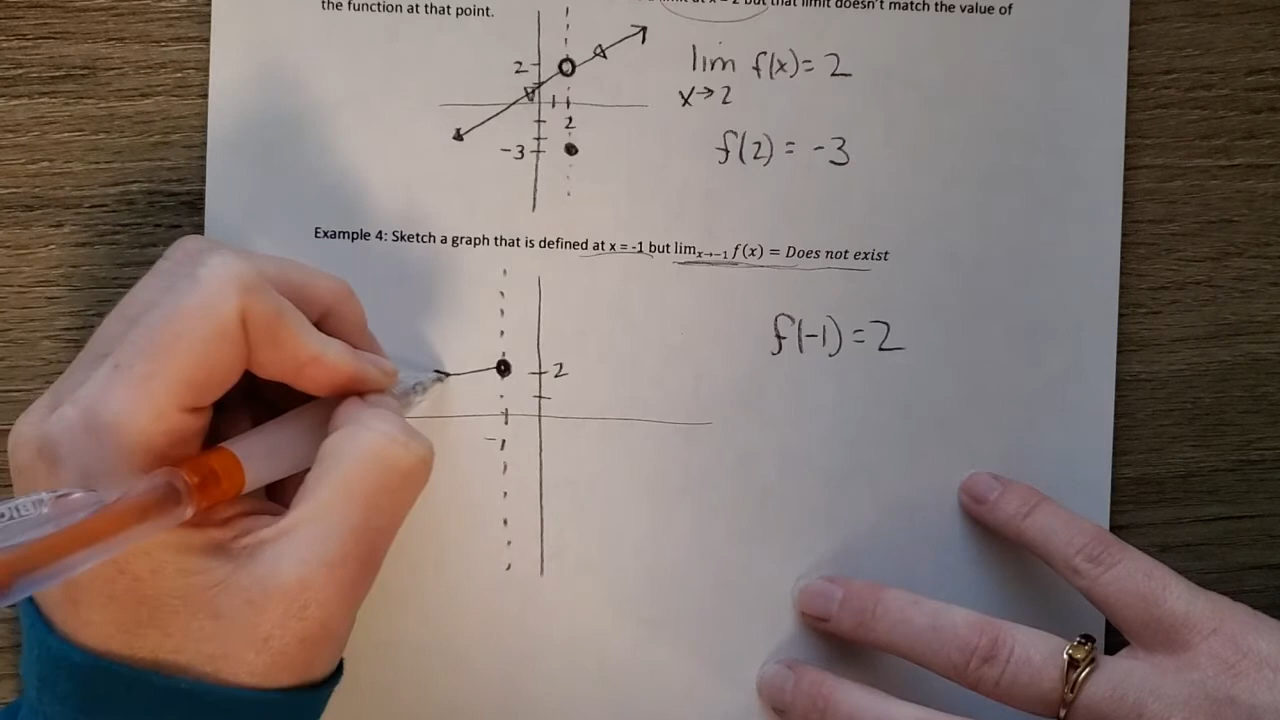 but that limit doesn't match the value of
the function at that point.
2
lim f(x) = 2
x→2
2
f(2) = -3
-3
Example 4: Sketch a graph that is defined at x = -1 but lim x→-1 f(x) = Does not exist
f(-1) = 2
2
-1
BIC